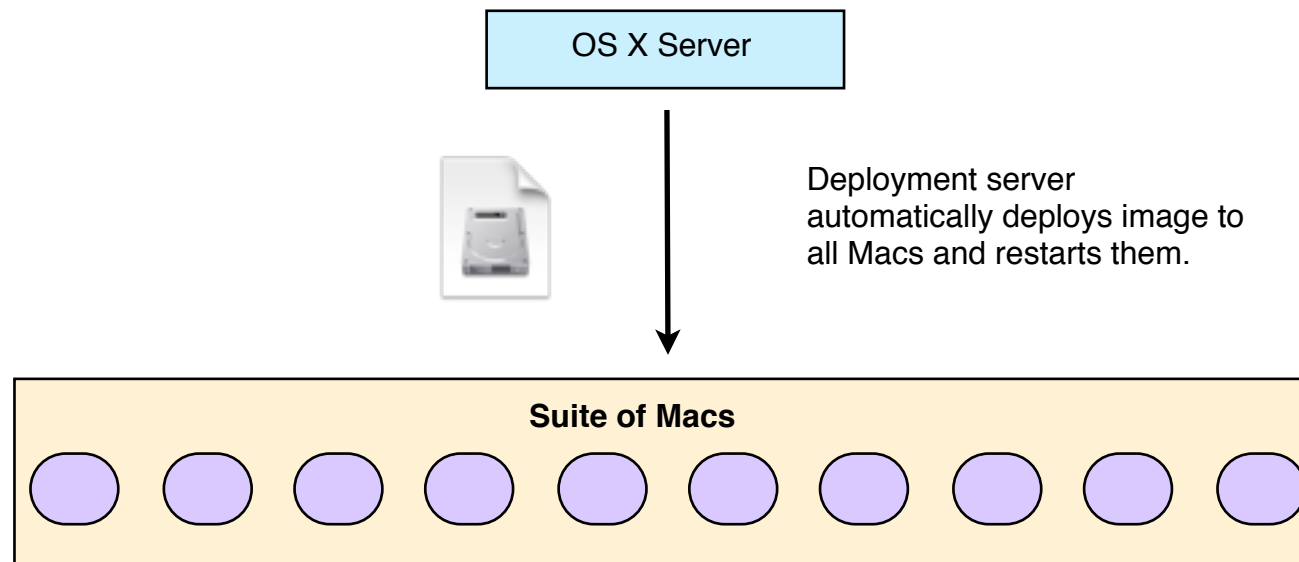 OS X Server
Deployment server
automatically deploys image to
all Macs and restarts them.
Suite of Macs